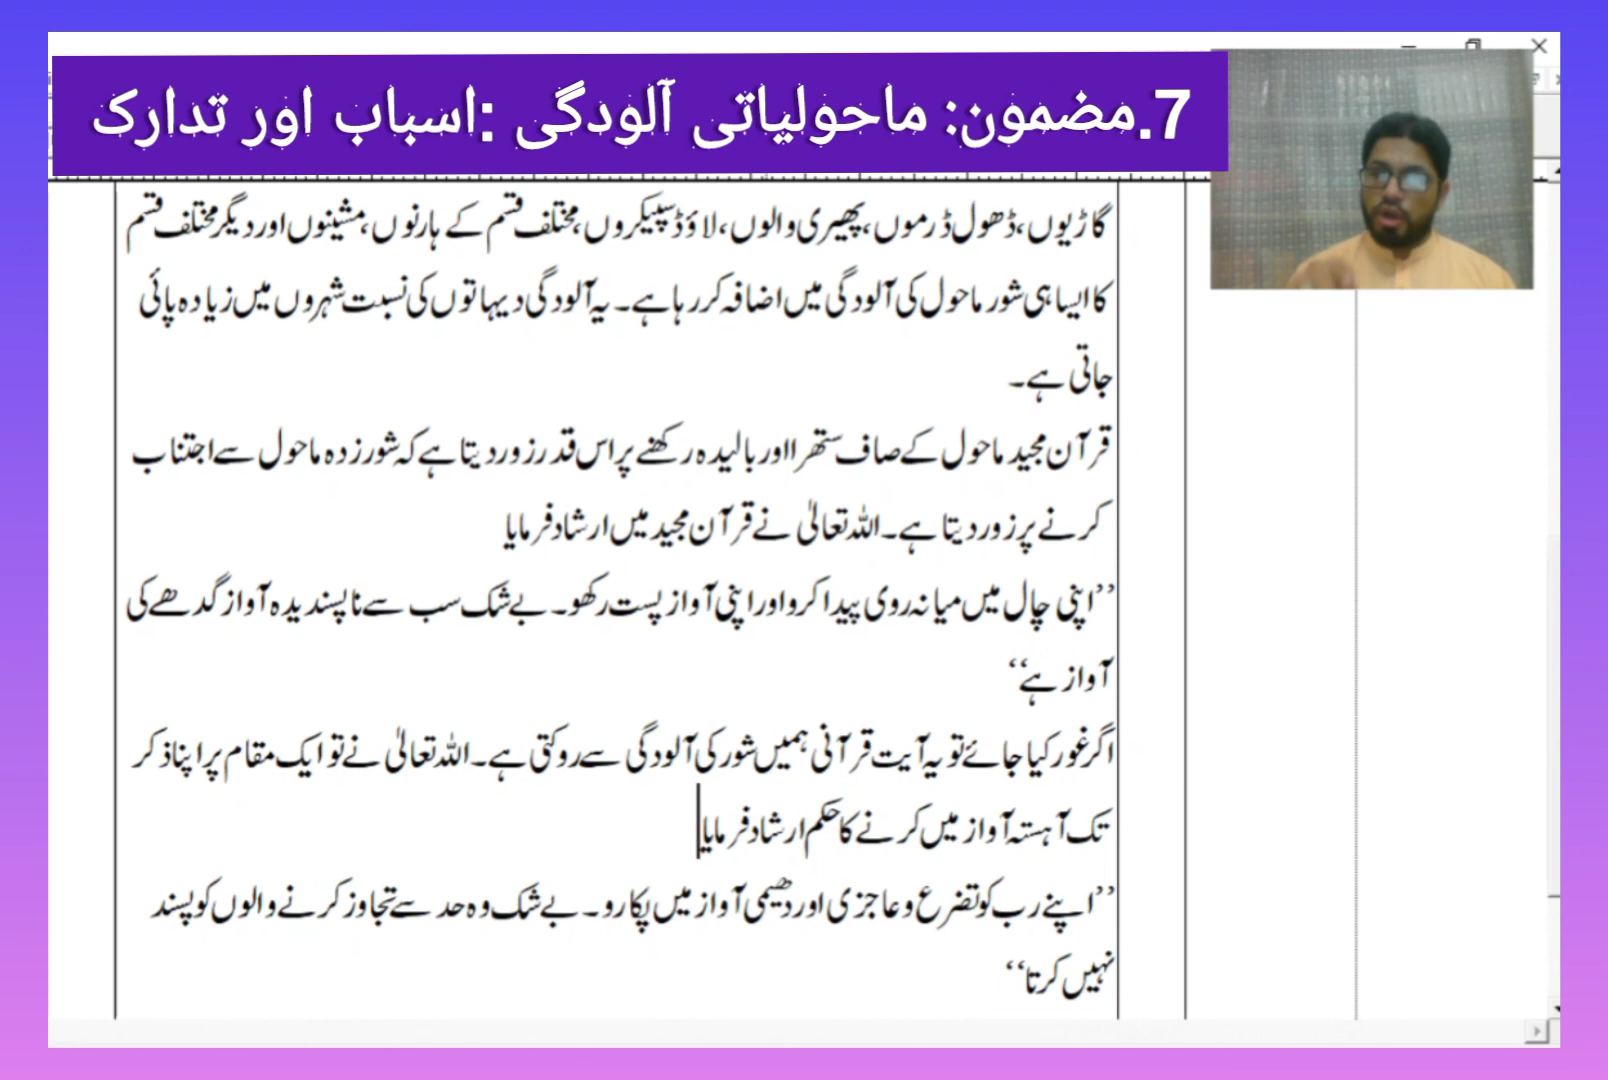 7.مضمون: ماحولیاتی آلودگی :اسباب اور تدارک
گاڑیوں،ڈھول ڈرموں،پھیری والوں،لاؤڈ سپیکروں،مختلف قسم کے ہارنوں،مشینوں اور دیگر مختلف قسم
کا ایسا ہی شور ماحول کی آلودگی میں اضافہ کر رہا ہے۔ یہ آلودگی دیہاتوں کی نسبت شہروں میں زیادہ پائی
جاتی ہے۔
قرآن مجید ماحول کے صاف ستھرا اور بالیدہ رکھنے پر اس قدر زور دیتا ہے کہ شور زدہ ماحول سے اجتناب
کرنے پر زور دیتا ہے۔ اللہ تعالیٰ نے قرآن مجید میں ارشاد فرمایا
’’اپنی چال میں میانہ روی پیدا کرو اور اپنی آواز پست رکھو۔ بے شک سب سے ناپسندیدہ آواز گدھے کی
آواز ہے‘‘
اگر غور کیا جائے تو یہ آیت قرآنی ہمیں شور کی آلودگی سے روکتی ہے۔ اللہ تعالیٰ نے تو ایک مقام پر اپنا ذکر
تک آہستہ آواز میں کرنے کا حکم ارشاد فرمایا
’’اپنے رب کو تضرع و عاجزی اور دھیمی آواز میں پکارو۔ بے شک وہ حد سے تجاوز کرنے والوں کو پسند
نہیں کرتا‘‘